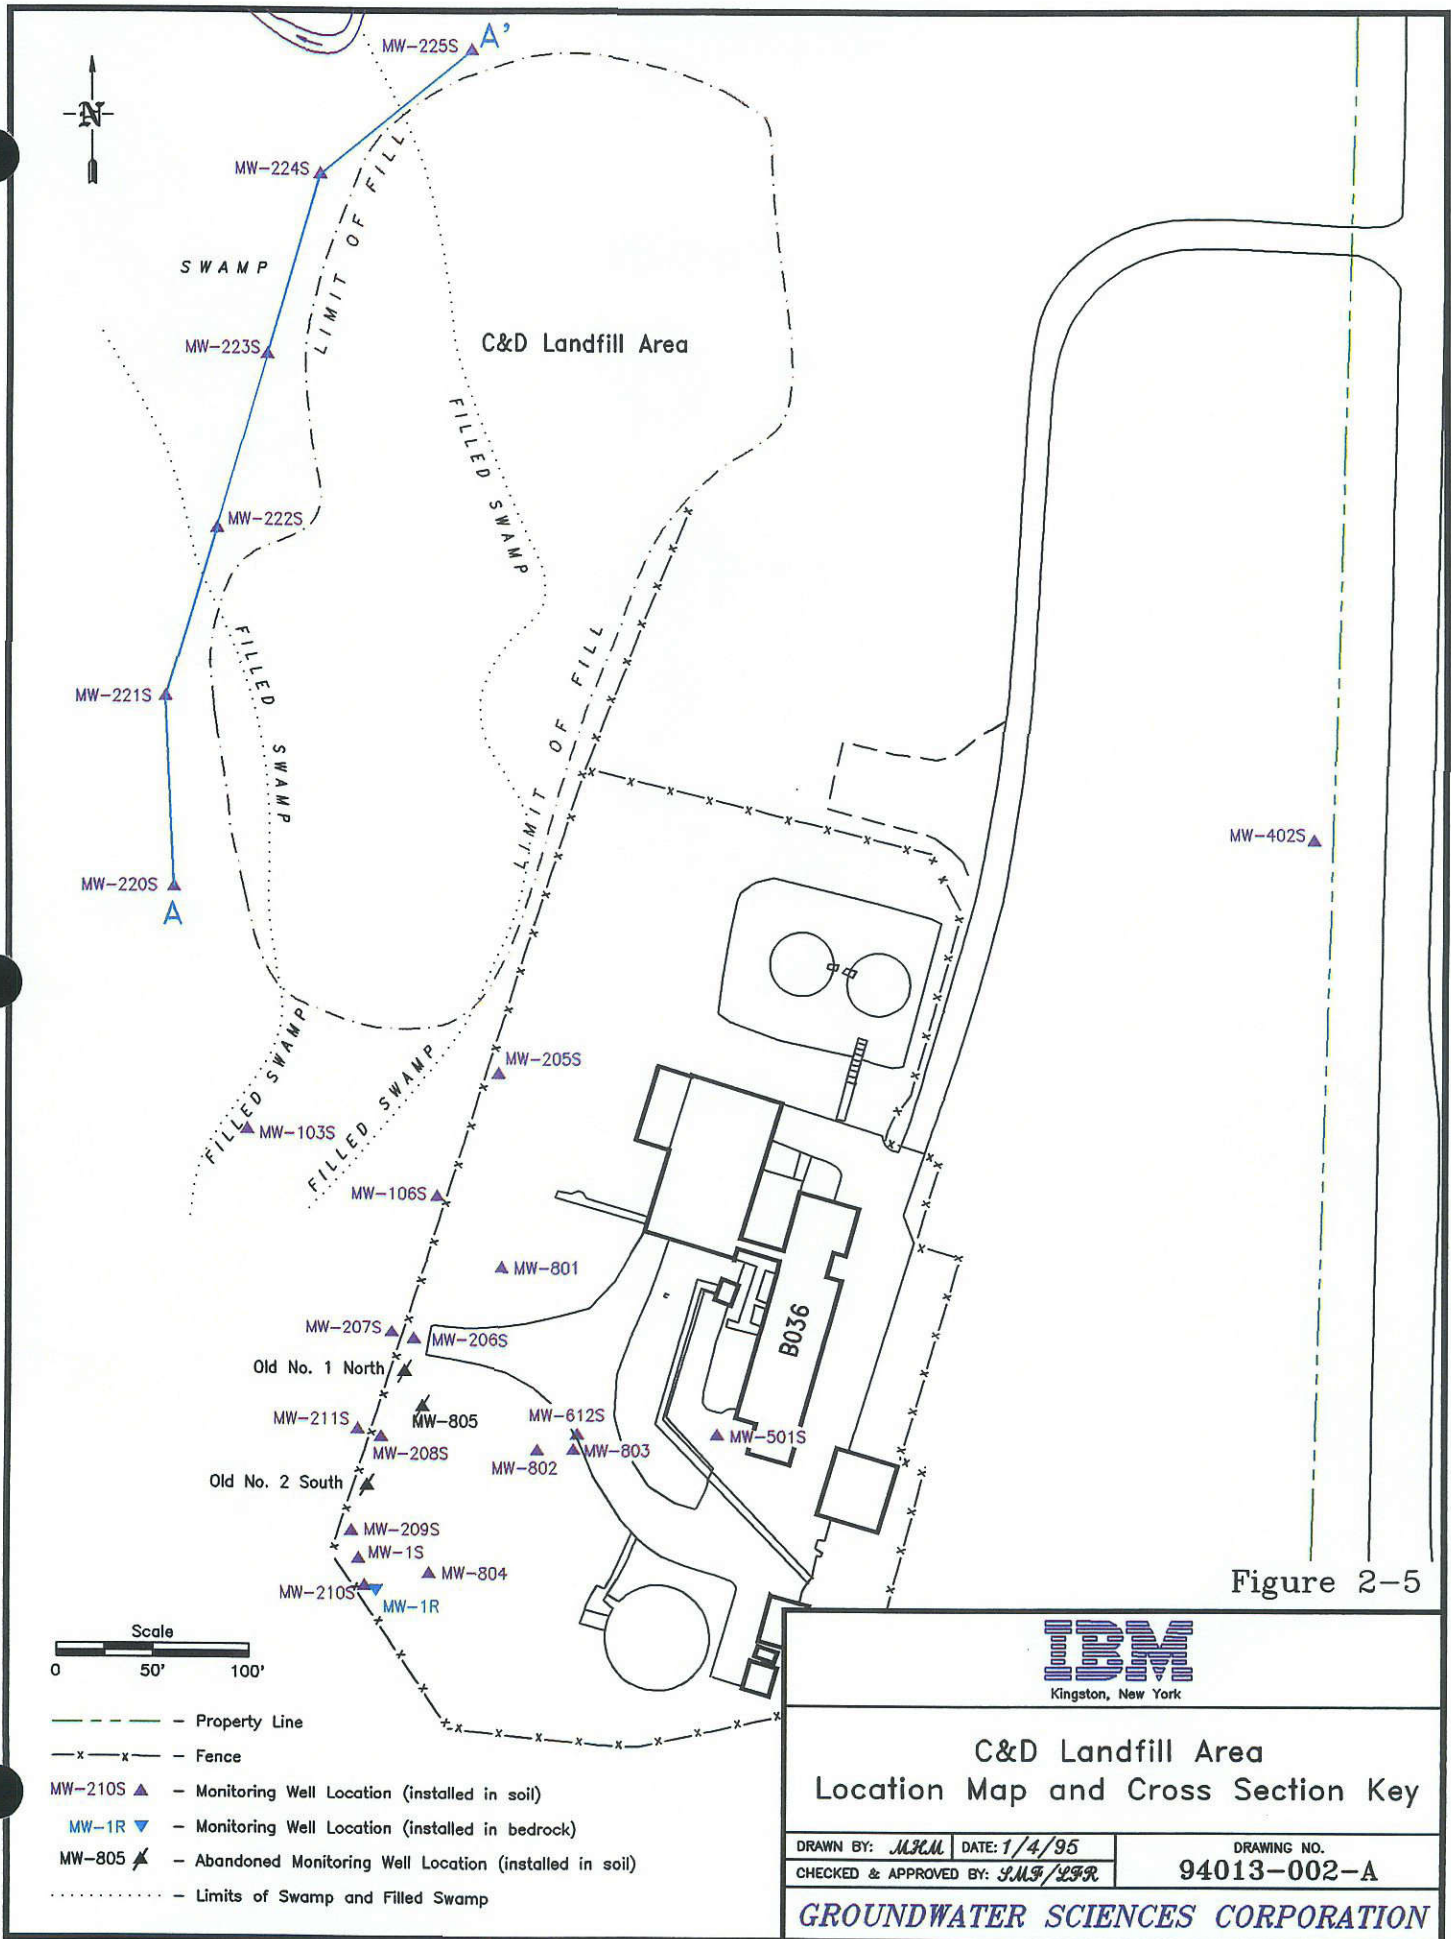 MW-225S
A'
N
MW-224S
LIMIT OF FILL
SWAMP
MW-223S
C&D Landfill Area
FILLED SWAMP
MW-222S
FILLED SWAMP
LIMIT OF FILL
MW-221S
MW-402S
MW-220S
A
FILLED SWAMP
FILLED SWAMP
MW-205S
MW-103S
MW-106S
MW-801
B036
MW-207S
MW-206S
Old No. 1 North
MW-805
MW-211S
MW-612S
MW-208S
MW-803
MW-501S
MW-802
Old No. 2 South
MW-209S
MW-1S
MW-804
MW-210S
MW-1R
Figure 2-5
Scale
0 50' 100'
- Property Line
- Fence
MW-210S - Monitoring Well Location (installed in soil)
MW-1R - Monitoring Well Location (installed in bedrock)
MW-805 - Abandoned Monitoring Well Location (installed in soil)
- Limits of Swamp and Filled Swamp
IBM
Kingston, New York
C&D Landfill Area
Location Map and Cross Section Key
DRAWN BY: MHM DATE: 1/4/95
CHECKED & APPROVED BY: SMF/LFR
DRAWING NO.
94013-002-A
GROUNDWATER SCIENCES CORPORATION